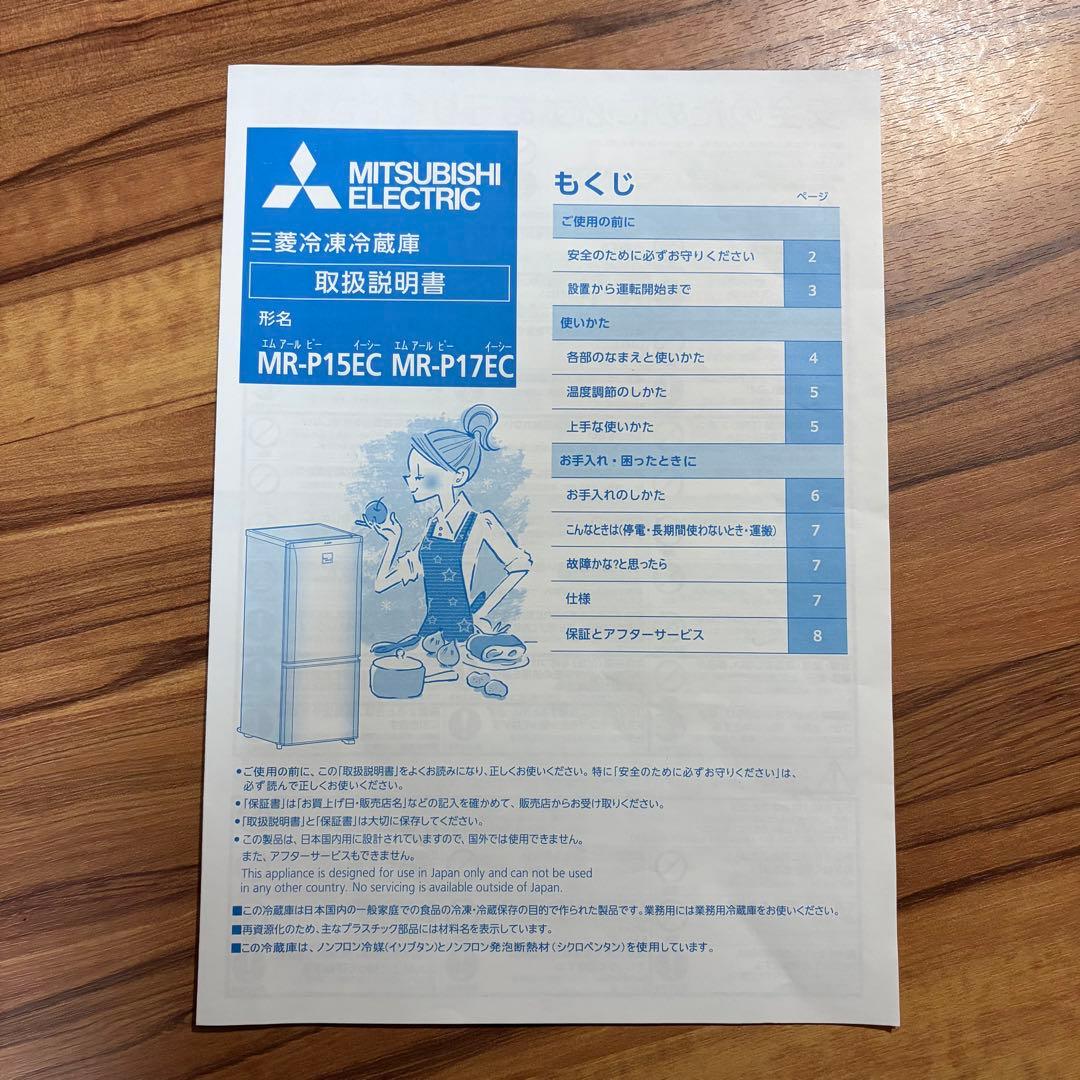 MITSUBISHI
ELECTRIC
三菱冷凍冷蔵庫
取扱説明書
形名
エム アール ピー イーシー エム アール ピー イーシー
MR-P15EC MR-P17EC
もくじ
ページ
ご使用の前に
安全のために必ずお守りください 2
設置から運転開始まで 3
使いかた
各部のなまえと使いかた 4
温度調節のしかた 5
上手な使いかた 5
お手入れ・困ったときに
お手入れのしかた 6
こんなときは(停電・長期間使わないとき・運搬) 7
故障かな?と思ったら 7
仕様 7
保証とアフターサービス 8
●ご使用の前に、この「取扱説明書」をよくお読みになり、正しくお使いください。特に「安全のために必ずお守りください」は、
必ず読んで正しくお使いください。
●「保証書」は「お買上げ日・販売店名」などの記入を確かめて、販売店からお受け取りください。
●「取扱説明書」と「保証書」は大切に保存してください。
●この製品は、日本国内用に設計されていますので、国外では使用できません。
また、アフターサービスもできません。
This appliance is designed for use in Japan only and can not be used
in any other country. No servicing is available outside of Japan.
■この冷蔵庫は日本国内の一般家庭での食品の冷凍・冷蔵保存の目的で作られた製品です。業務用には業務用冷蔵庫をお使いください。
■再資源化のため、主なプラスチック部品には材料名を表示しています。
■この冷蔵庫は、ノンフロン冷媒(イソブタン)とノンフロン発泡断熱材(シクロペンタン)を使用しています。